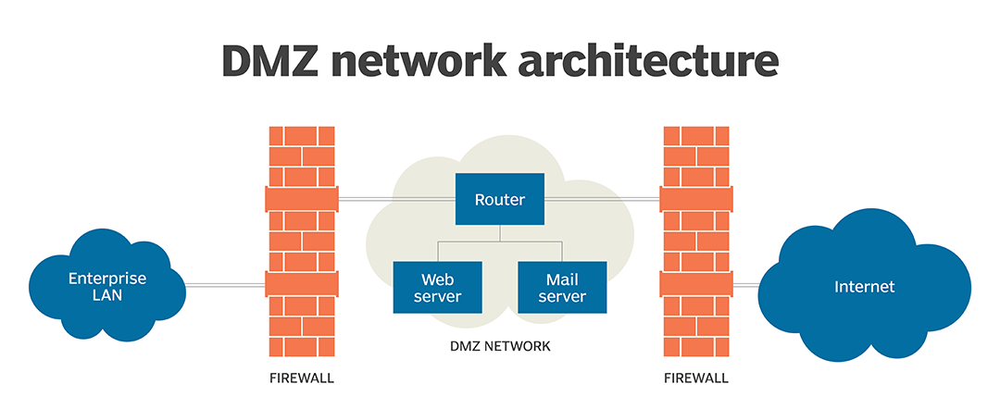 DMZ network architecture
Router
Enterprise
LAN
Web
server
Mail
server
Internet
DMZ NETWORK
FIREWALL
FIREWALL